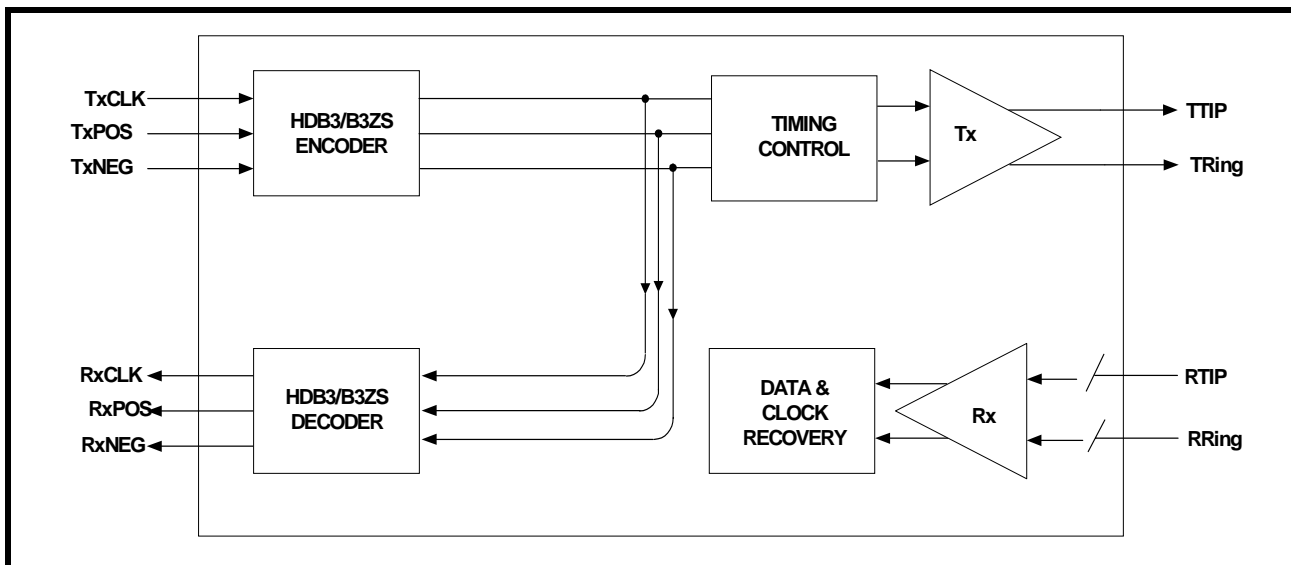 TxCLK
TxPOS
TxNEG
HDB3/B3ZS
ENCODER
TIMING
CONTROL
Tx
TTIP
TRing
RxCLK
RxPOS
RxNEG
HDB3/B3ZS
DECODER
DATA &
CLOCK
RECOVERY
Rx
RTIP
RRing